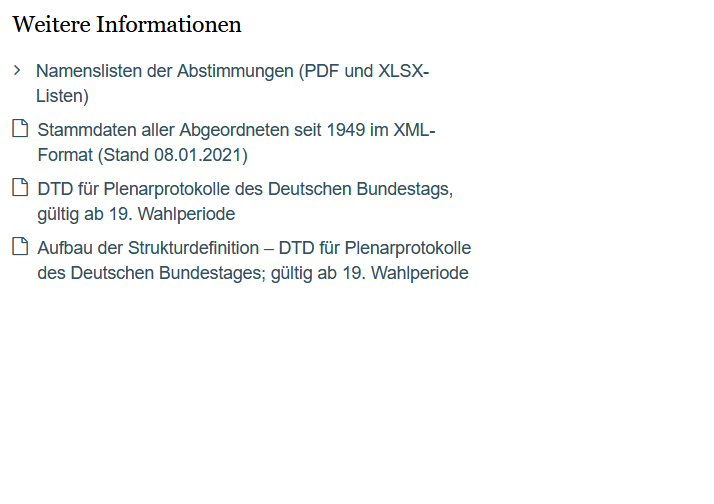 Weitere Informationen
Namenslisten der Abstimmungen (PDF und XLSX-
Listen)
Stammdaten aller Abgeordneten seit 1949 im XML-
Format (Stand 08.01.2021)
DTD für Plenarprotokolle des Deutschen Bundestags,
gültig ab 19. Wahlperiode
Aufbau der Strukturdefinition – DTD für Plenarprotokolle
des Deutschen Bundestages; gültig ab 19. Wahlperiode